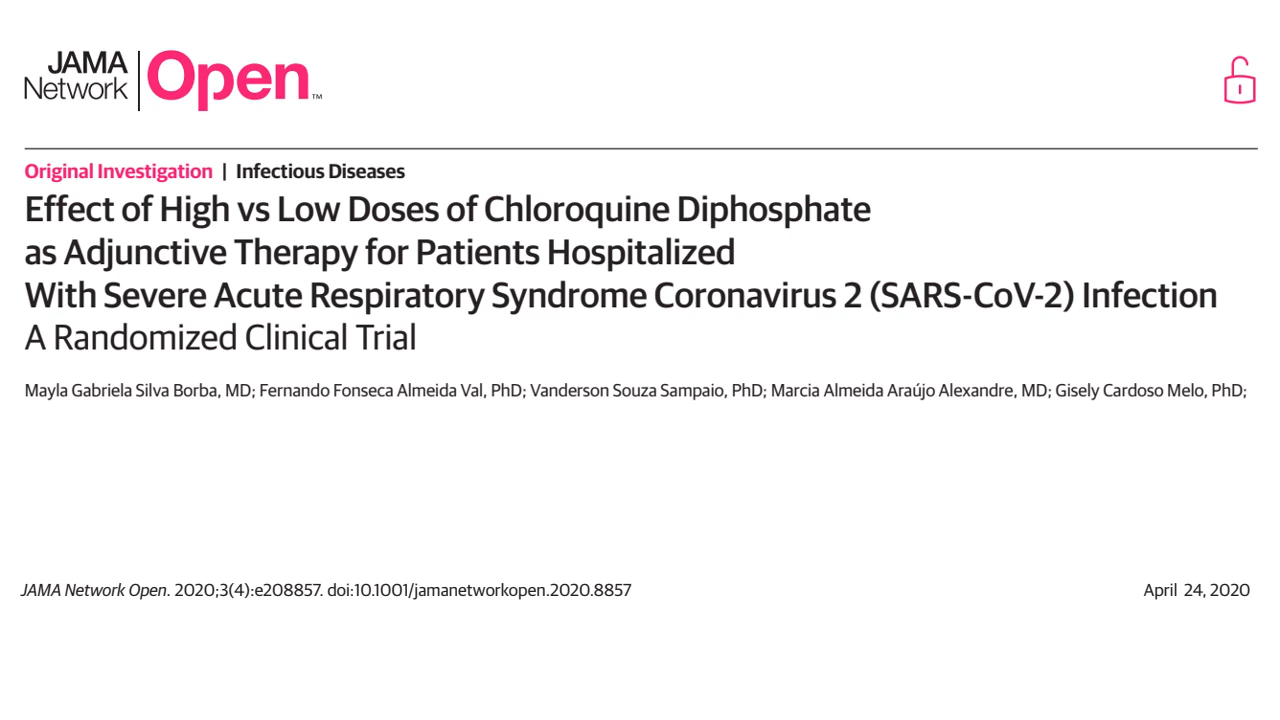 JAMA
Network
Open™
Original Investigation | Infectious Diseases
Effect of High vs Low Doses of Chloroquine Diphosphate
as Adjunctive Therapy for Patients Hospitalized
With Severe Acute Respiratory Syndrome Coronavirus 2 (SARS-CoV-2) Infection
A Randomized Clinical Trial
Mayla Gabriela Silva Borba, MD; Fernando Fonseca Almeida Val, PhD; Vanderson Souza Sampaio, PhD; Marcia Almeida Araújo Alexandre, MD; Gisely Cardoso Melo, PhD;
JAMA Network Open. 2020;3(4):e208857. doi:10.1001/jamanetworkopen.2020.8857
April 24, 2020